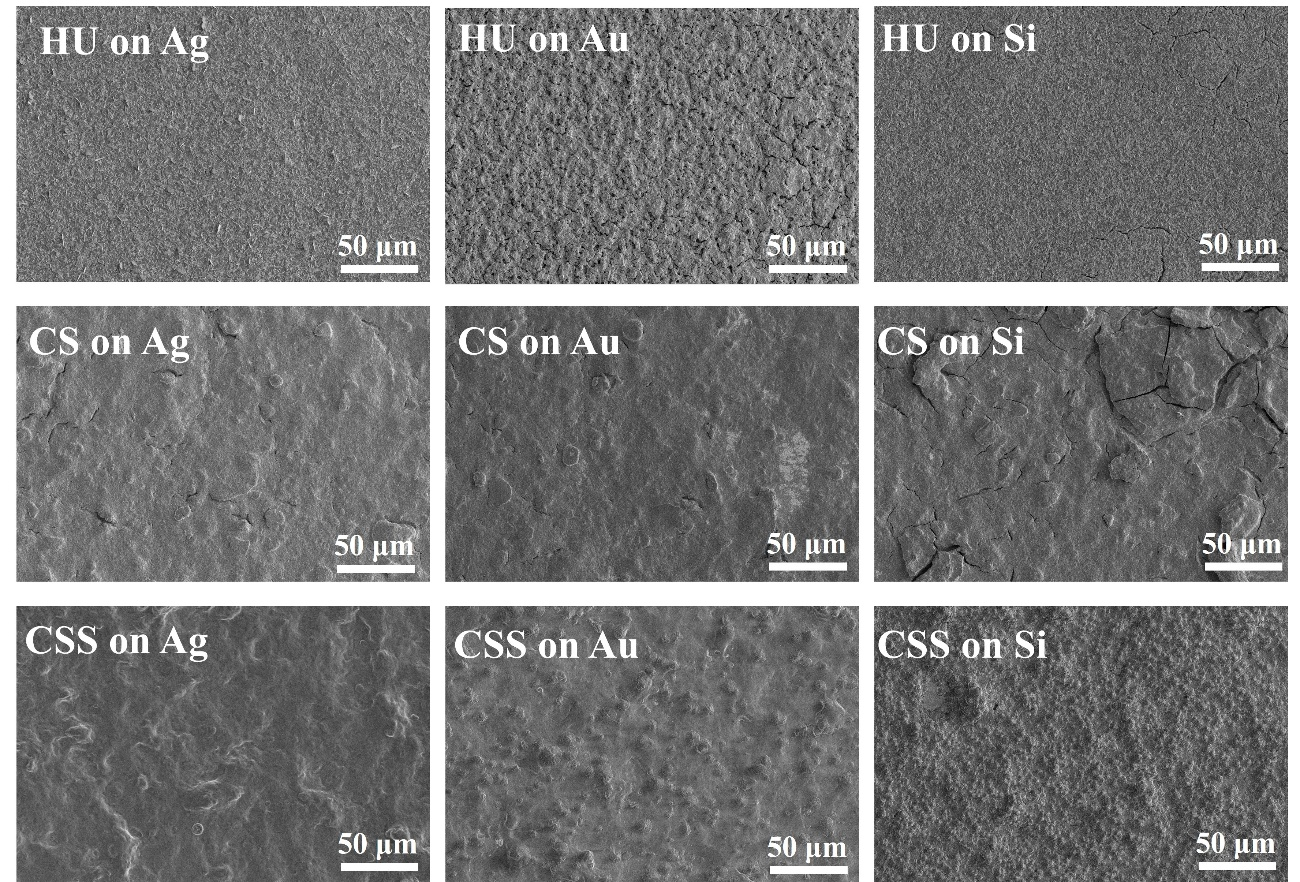 HU on Ag
50 μm
HU on Au
50 μm
HU on Si
50 μm
CS on Ag
50 μm
CS on Au
50 μm
CS on Si
50 μm
CSS on Ag
50 μm
CSS on Au
50 μm
CSS on Si
50 μm